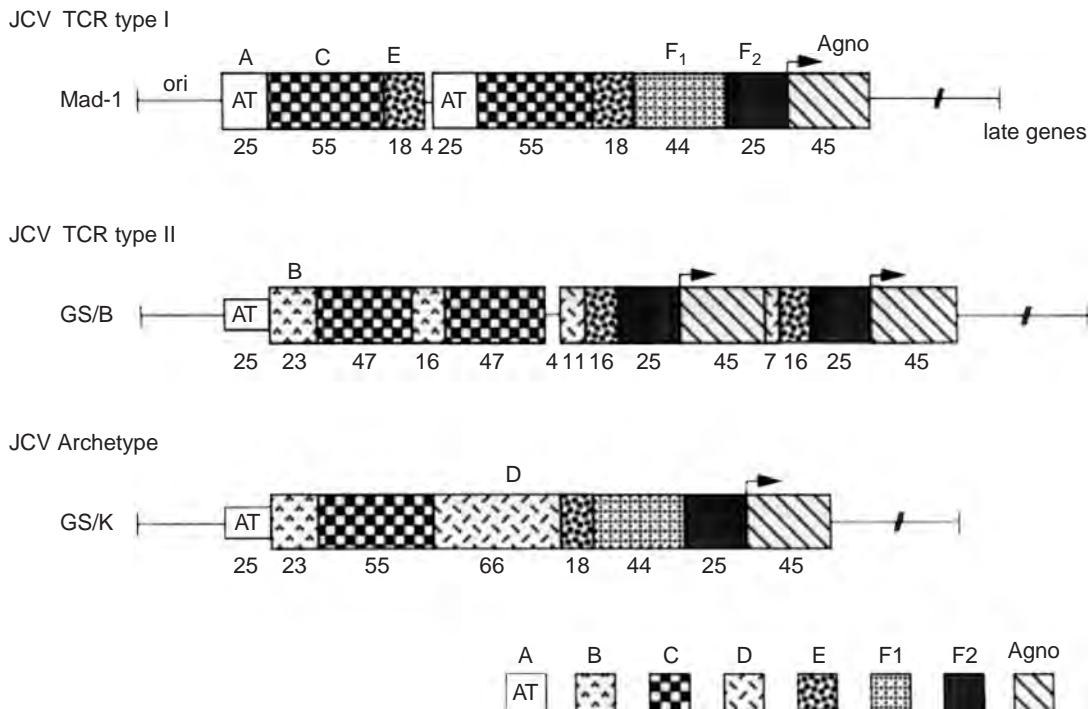 JCV TCR type I
A C E F1 F2 Agno
ori
Mad-1 AT AT
late genes
25 55 18 4 25 55 18 44 25 45
JCV TCR type II
B
GS/B AT
25 23 47 16 47 4 11 16 25 45 7 16 25 45
JCV Archetype
D
GS/K AT
25 23 55 66 18 44 25 45
A B C D E F1 F2 Agno
AT